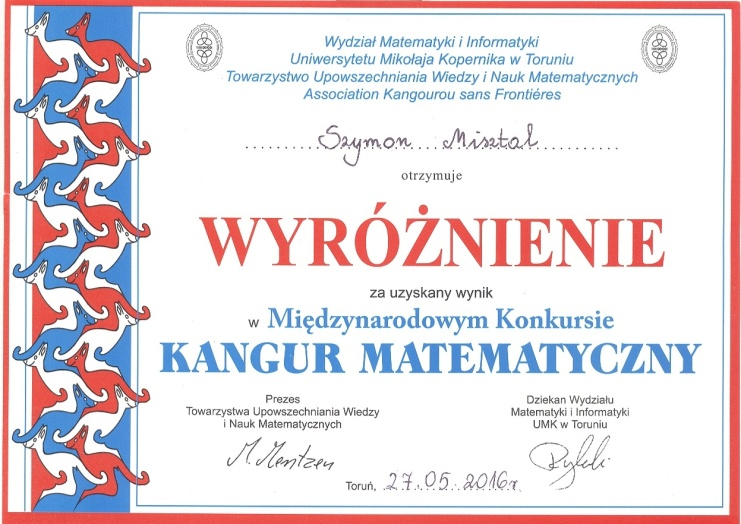 Wydział Matematyki i Informatyki
Uniwersytetu Mikołaja Kopernika w Toruniu
Towarzystwo Upowszechniania Wiedzy i Nauk Matematycznych
Association Kangourou sans Frontiéres
Szymon Misztal
otrzymuje
WYRÓŻNIENIE
za uzyskany wynik
w Międzynarodowym Konkursie
KANGUR MATEMATYCZNY
Prezes
Towarzystwa Upowszechniania Wiedzy
i Nauk Matematycznych
M. Mentzen
Dziekan Wydziału
Matematyki i Informatyki
UMK w Toruniu
Toruń, 27.05.2016r.